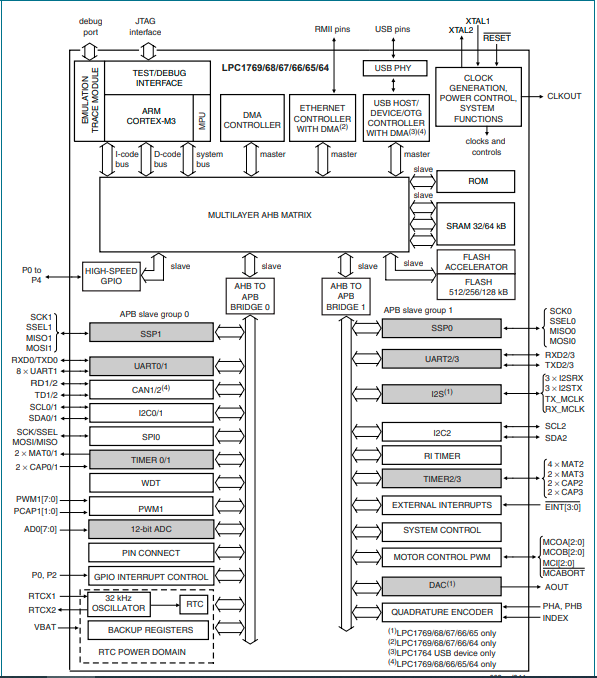 debug port
JTAG interface
RMII pins
USB pins
XTAL1
XTAL2
RESET
LPC1769/68/67/66/65/64
USB PHY
EMULATION TRACE MODULE
TEST/DEBUG INTERFACE
ARM CORTEX-M3
MPU
DMA CONTROLLER
ETHERNET CONTROLLER WITH DMA(2)
USB HOST/ DEVICE/OTG CONTROLLER WITH DMA(3)(4)
CLOCK GENERATION, POWER CONTROL, SYSTEM FUNCTIONS
CLKOUT
clocks and controls
I-code bus
D-code bus
system bus
master
master
master
slave
ROM
slave
MULTILAYER AHB MATRIX
SRAM 32/64 kB
P0 to P4
HIGH-SPEED GPIO
slave
slave
slave
slave
FLASH ACCELERATOR
FLASH 512/256/128 kB
AHB TO APB BRIDGE 0
AHB TO APB BRIDGE 1
APB slave group 0
APB slave group 1
SCK1
SSEL1
MISO1
MOSI1
SSP1
RXD0/TXD0
8 × UART1
UART0/1
RD1/2
TD1/2
CAN1/2(4)
SCL0/1
SDA0/1
I2C0/1
SCK/SSEL
MOSI/MISO
SPI0
2 × MAT0/1
2 × CAP0/1
TIMER 0/1
WDT
PWM1[7:0]
PCAP1[1:0]
PWM1
AD0[7:0]
12-bit ADC
PIN CONNECT
P0, P2
GPIO INTERRUPT CONTROL
RTCX1
RTCX2
32 kHz OSCILLATOR
RTC
VBAT
BACKUP REGISTERS
RTC POWER DOMAIN
SSP0
SCK0
SSEL0
MISO0
MOSI0
UART2/3
RXD2/3
TXD2/3
I2S(1)
3 × I2SRX
3 × I2STX
TX_MCLK
RX_MCLK
I2C2
SCL2
SDA2
RI TIMER
TIMER2/3
4 × MAT2
2 × MAT3
2 × CAP2
2 × CAP3
EXTERNAL INTERRUPTS
EINT[3:0]
SYSTEM CONTROL
MOTOR CONTROL PWM
MCOA[2:0]
MCOB[2:0]
MCI[2:0]
MCABORT
DAC(1)
AOUT
QUADRATURE ENCODER
PHA, PHB
INDEX
(1)LPC1769/68/67/66/65 only
(2)LPC1769/68/67/66/64 only
(3)LPC1764 USB device only
(4)LPC1769/68/66/65/64 only